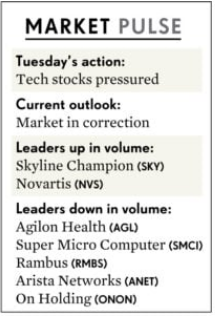 MARKET PULSE
Tuesday's action:
Tech stocks pressured
Current outlook:
Market in correction
Leaders up in volume:
Skyline Champion (SKY)
Novartis (NVS)
Leaders down in volume:
Agilon Health (AGL)
Super Micro Computer (SMCI)
Rambus (RMBS)
Arista Networks (ANET)
On Holding (ONON)